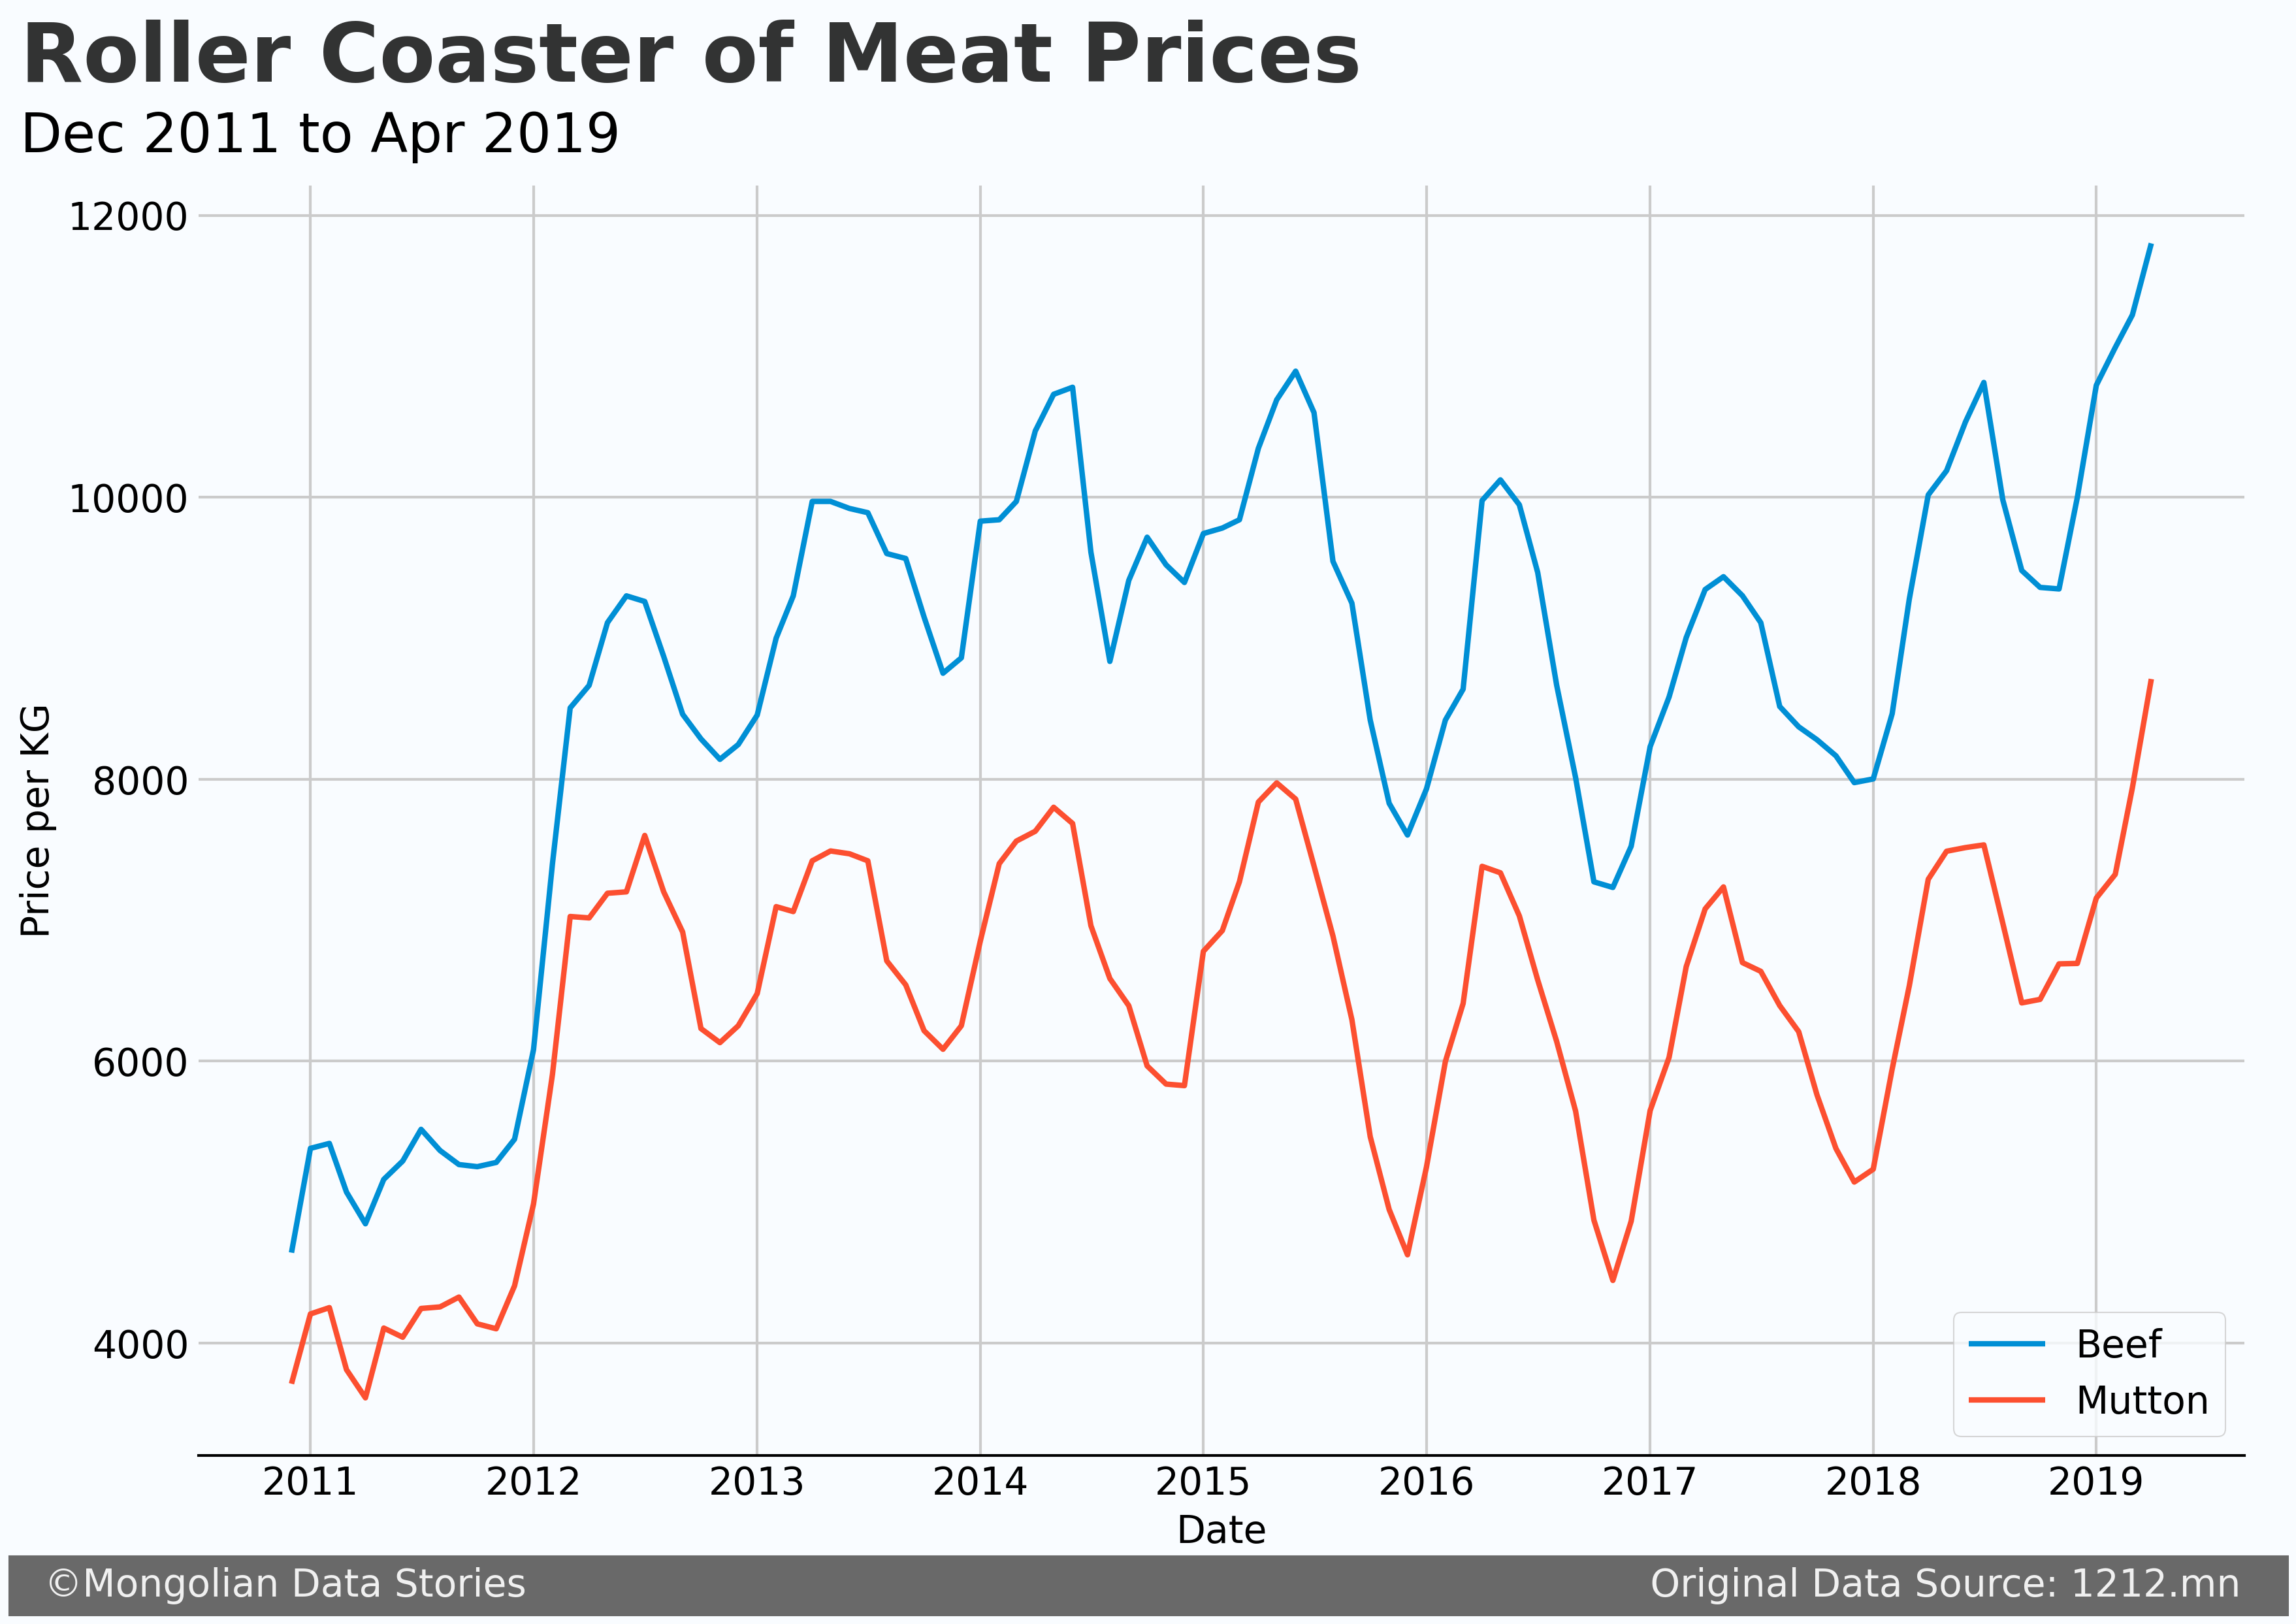 Roller Coaster of Meat Prices
Dec 2011 to Apr 2019
12000
10000
8000
6000
4000
Price per KG
Beef
Mutton
2011 2012 2013 2014 2015 2016 2017 2018 2019
Date
©Mongolian Data Stories
Original Data Source: 1212.mn